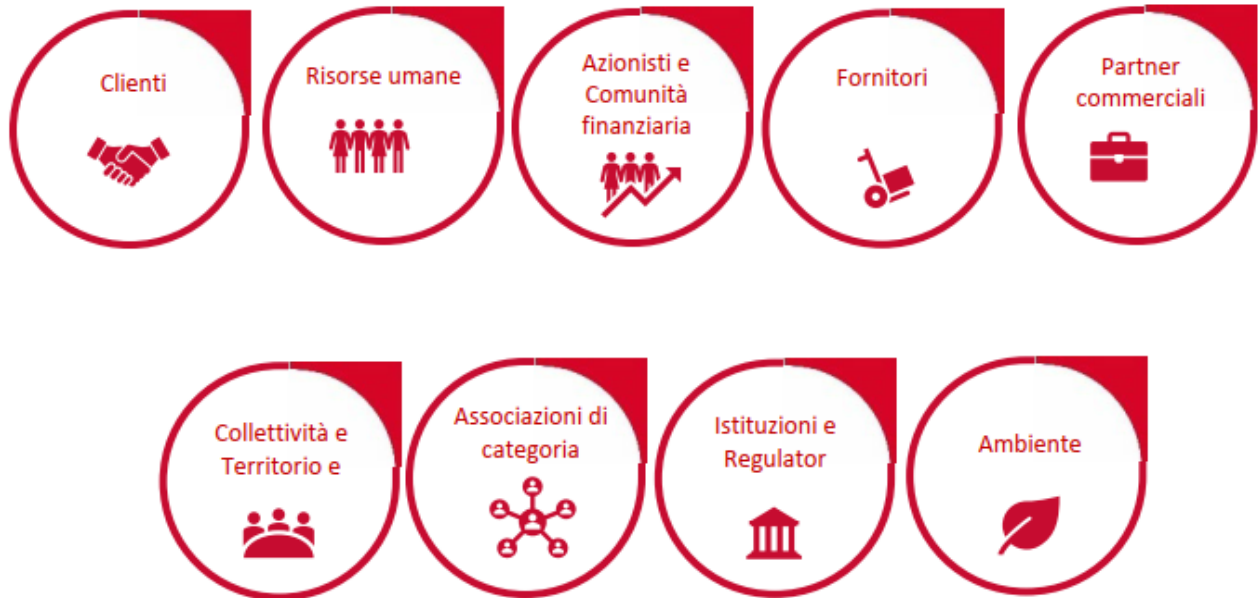 Clienti
Risorse umane
Azionisti e
Comunità
finanziaria
Fornitori
Partner
commerciali
Collettività e
Territorio e
Associazioni di
categoria
Istituzioni e
Regulator
Ambiente